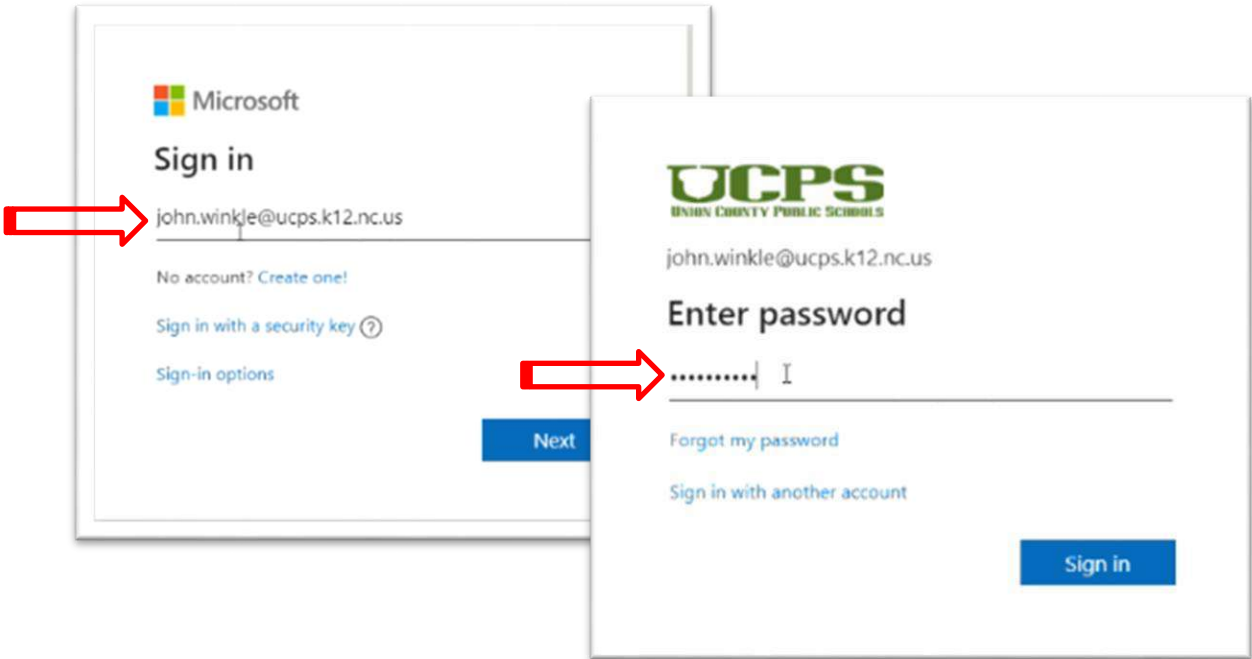 Microsoft
Sign in
john.winkle@ucps.k12.nc.us
No account? Create one!
Sign in with a security key
Sign-in options
Next
UCPS
UNION COUNTY PUBLIC SCHOOLS
john.winkle@ucps.k12.nc.us
Enter password
••••••••••
Forgot my password
Sign in with another account
Sign in